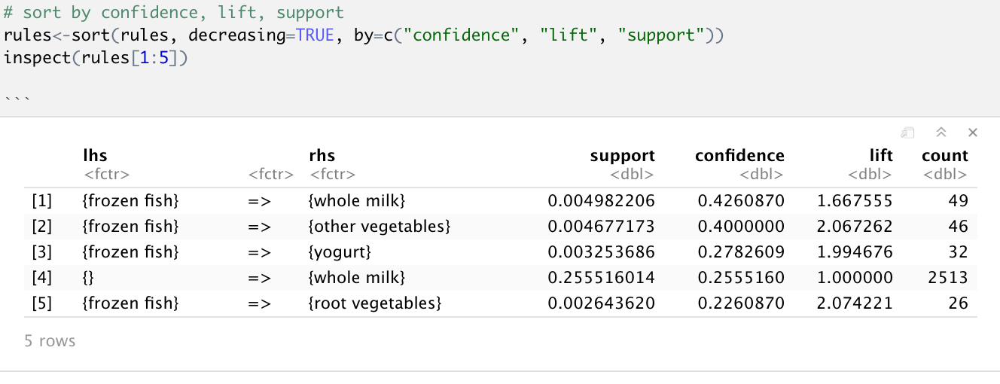 # sort by confidence, lift, support
rules<-sort(rules, decreasing=TRUE, by=c("confidence", "lift", "support"))
inspect(rules[1:5])
```
lhs rhs support confidence lift count
<fctr> <fctr> <fctr> <dbl> <dbl> <dbl> <dbl>
[1] {frozen fish} => {whole milk} 0.004982206 0.4260870 1.667555 49
[2] {frozen fish} => {other vegetables} 0.004677173 0.4000000 2.067262 46
[3] {frozen fish} => {yogurt} 0.003253686 0.2782609 1.994676 32
[4] {} => {whole milk} 0.255516014 0.2555160 1.000000 2513
[5] {frozen fish} => {root vegetables} 0.002643620 0.2260870 2.074221 26
5 rows